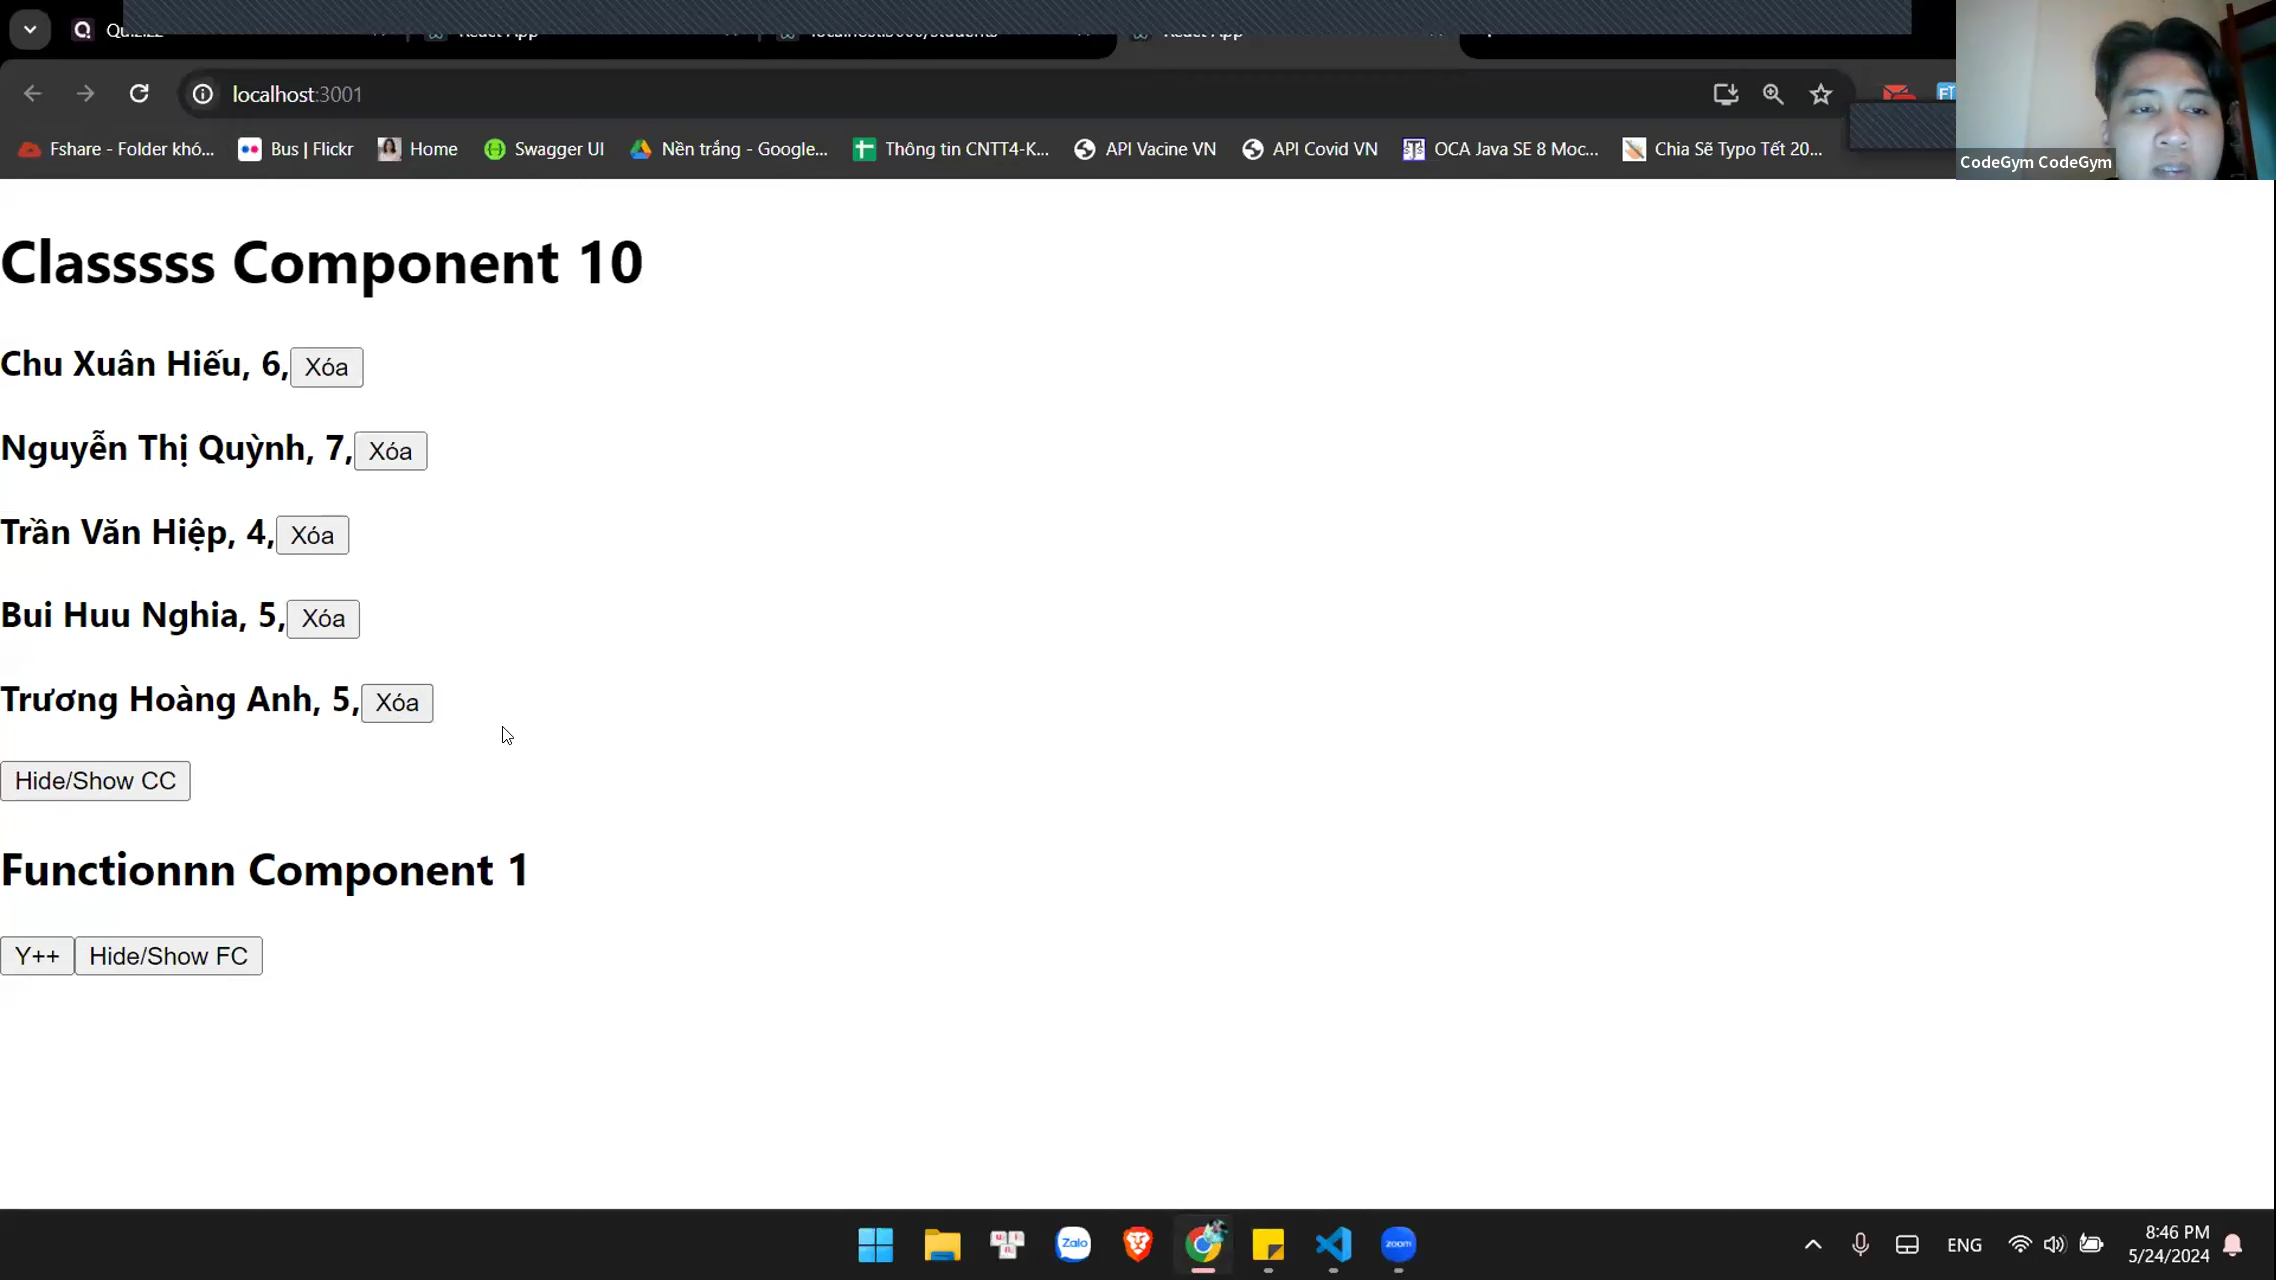 localhost:3001
Fshare - Folder khó... Bus | Flickr Home Swagger UI Nền trắng - Google... Thông tin CNTT4-K... API Vacine VN API Covid VN OCA Java SE 8 Moc... Chia Sẽ Typo Tết 20...
CodeGym CodeGym
Classsss Component 10
Chu Xuân Hiếu, 6, Xóa
Nguyễn Thị Quỳnh, 7, Xóa
Trần Văn Hiệp, 4, Xóa
Bui Huu Nghia, 5, Xóa
Trương Hoàng Anh, 5, Xóa
Hide/Show CC
Functionnn Component 1
Y++ Hide/Show FC
Zalo
zoom
ENG
8:46 PM
5/24/2024